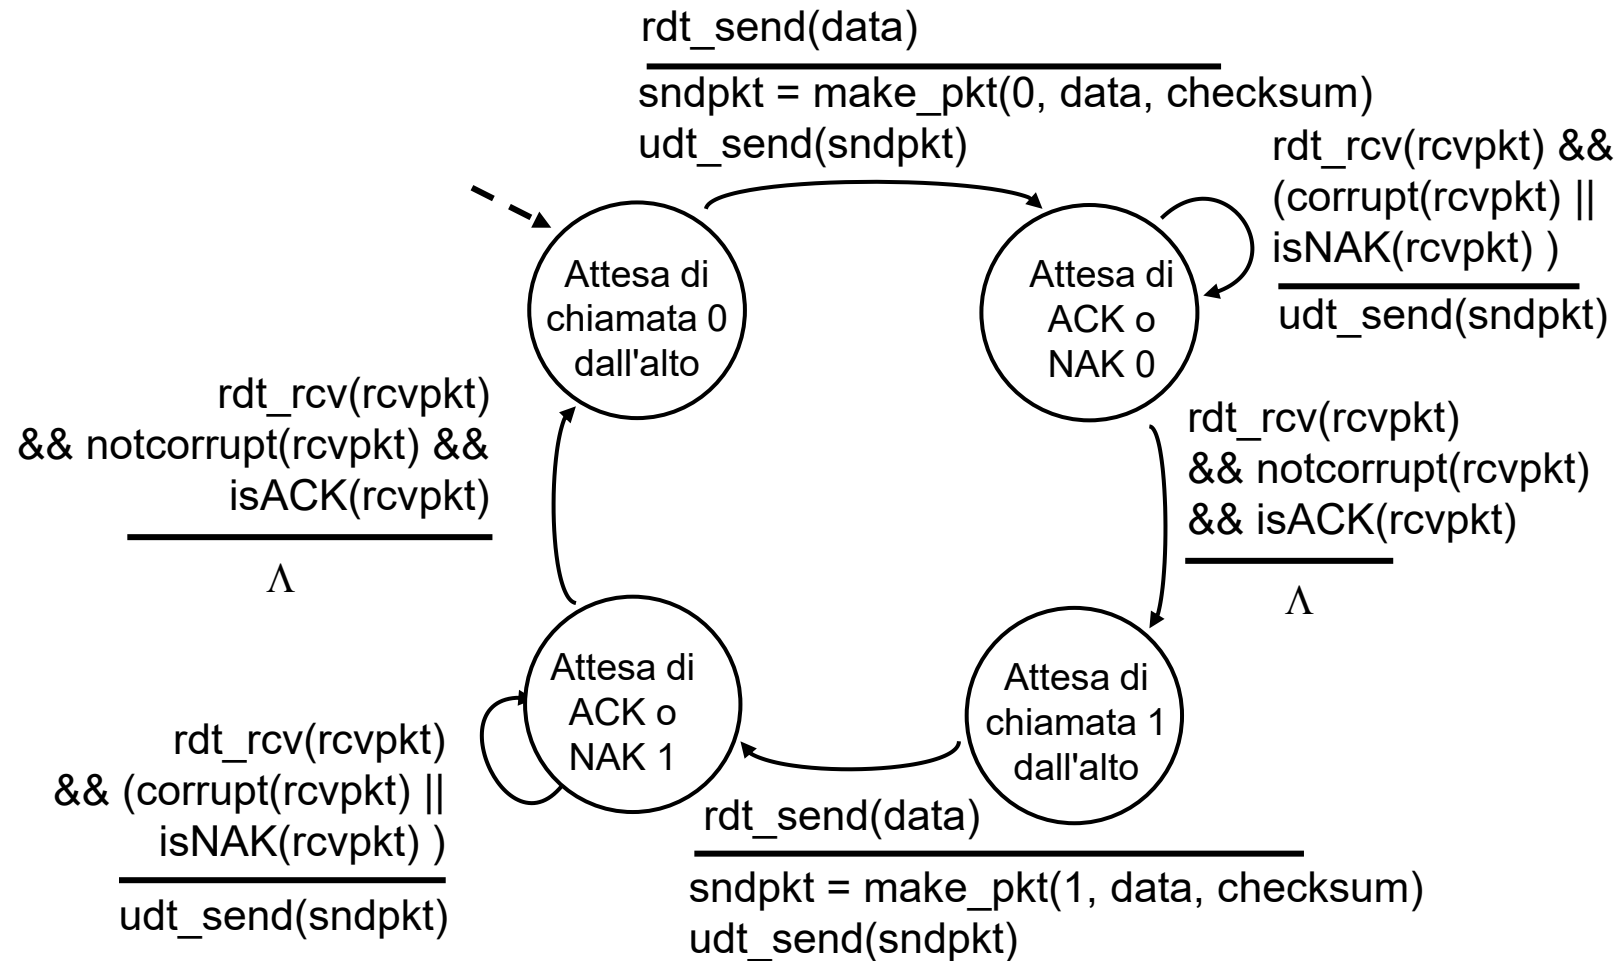 rdt_send(data)
sndpkt = make_pkt(0, data, checksum)
udt_send(sndpkt)
rdt_rcv(rcvpkt) &&
(corrupt(rcvpkt) ||
isNAK(rcvpkt) )
udt_send(sndpkt)
Attesa di
chiamata 0
dall'alto
Attesa di
ACK o
NAK 0
rdt_rcv(rcvpkt)
&& notcorrupt(rcvpkt) &&
isACK(rcvpkt)
Λ
rdt_rcv(rcvpkt)
&& notcorrupt(rcvpkt)
&& isACK(rcvpkt)
Λ
Attesa di
ACK o
NAK 1
Attesa di
chiamata 1
dall'alto
rdt_rcv(rcvpkt)
&& (corrupt(rcvpkt) ||
isNAK(rcvpkt) )
udt_send(sndpkt)
rdt_send(data)
sndpkt = make_pkt(1, data, checksum)
udt_send(sndpkt)